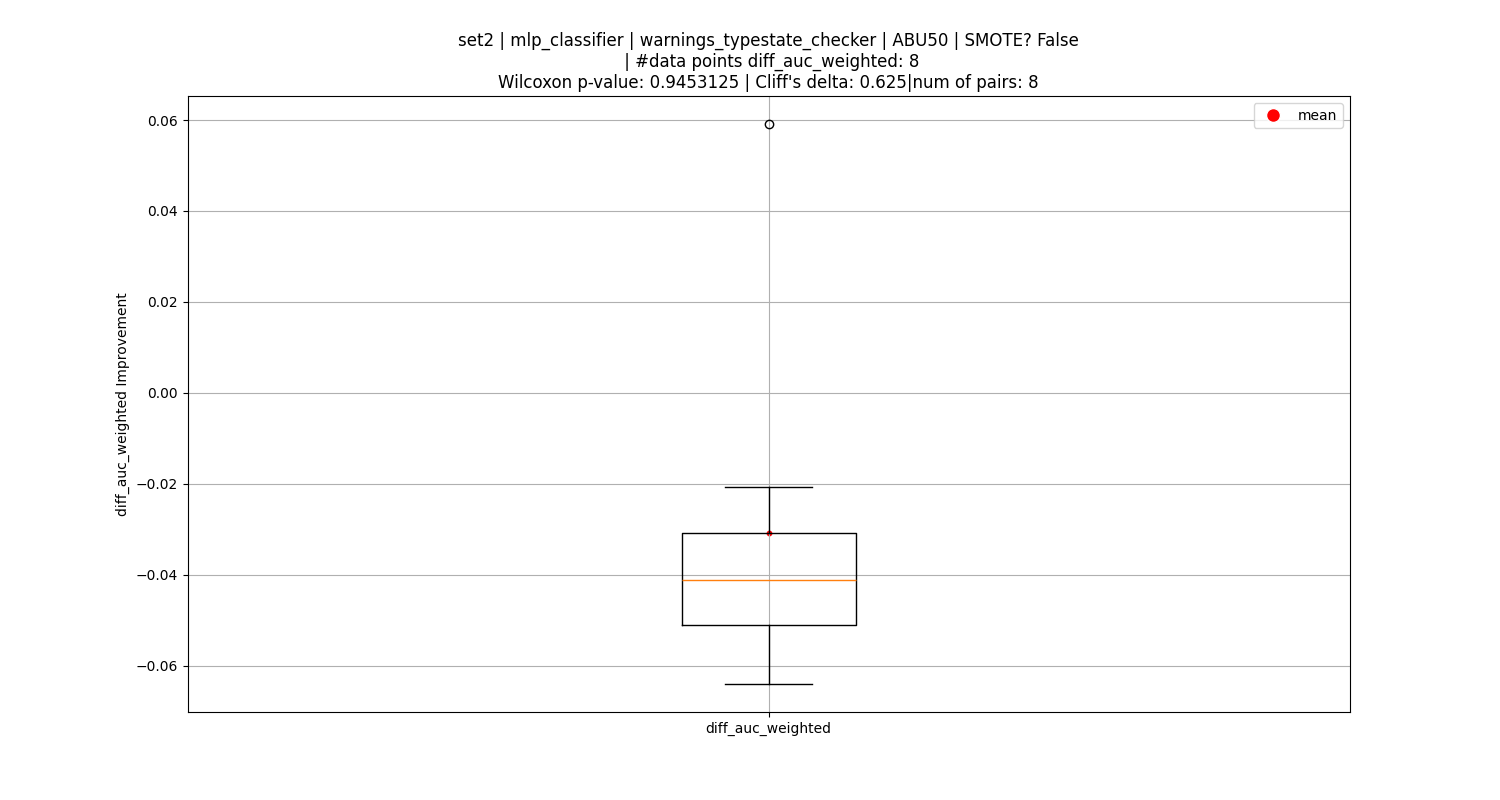 set2 | mlp_classifier | warnings_typestate_checker | ABU50 | SMOTE? False
| #data points diff_auc_weighted: 8
Wilcoxon p-value: 0.9453125 | Cliff's delta: 0.625|num of pairs: 8
mean
0.06
0.04
0.02
0.00
−0.02
−0.04
−0.06
diff_auc_weighted Improvement
diff_auc_weighted